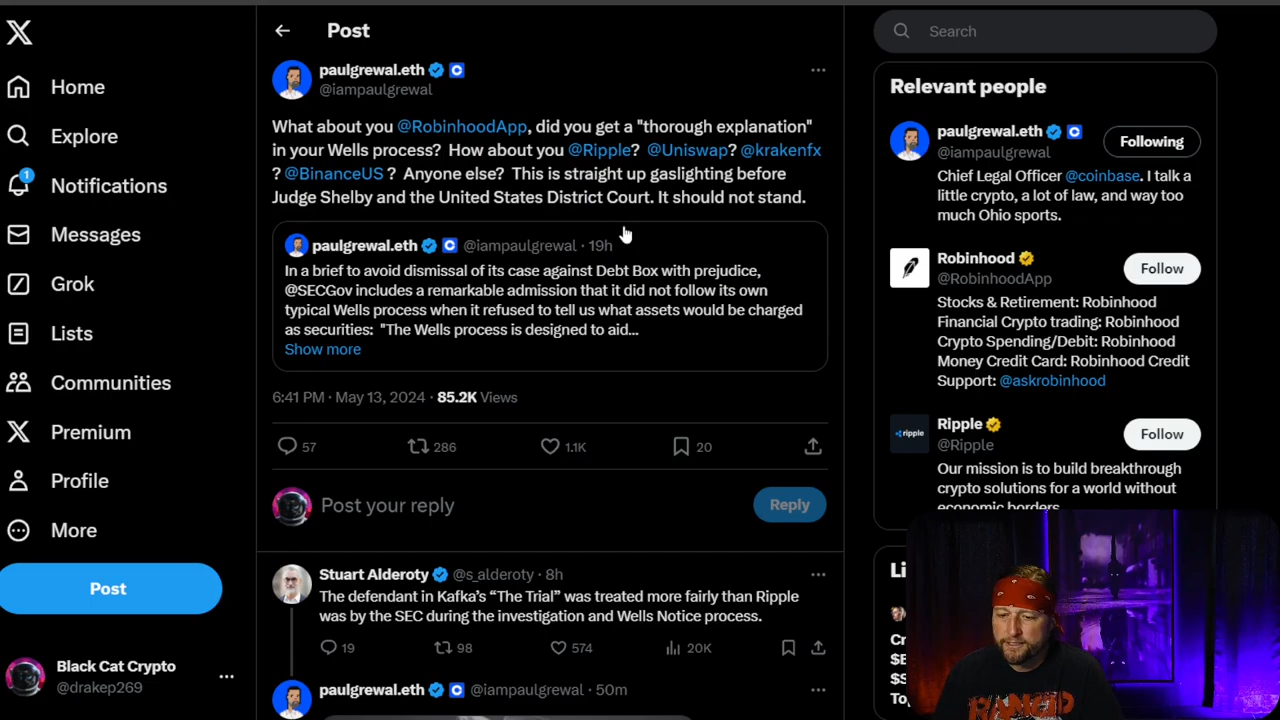 Home
Explore
1
Notifications
Messages
Grok
Lists
Communities
Premium
Profile
More
Post
Black Cat Crypto
@drakep269
Post
paulgrewal.eth
@iampaulgrewal
What about you @RobinhoodApp, did you get a "thorough explanation"
in your Wells process? How about you @Ripple? @Uniswap? @krakenfx
? @BinanceUS ? Anyone else? This is straight up gaslighting before
Judge Shelby and the United States District Court. It should not stand.
paulgrewal.eth @iampaulgrewal · 19h
In a brief to avoid dismissal of its case against Debt Box with prejudice,
@SECGov includes a remarkable admission that it did not follow its own
typical Wells process when it refused to tell us what assets would be charged
as securities: "The Wells process is designed to aid...
Show more
6:41 PM · May 13, 2024 · 85.2K Views
57 286 1.1K 20
Post your reply
Reply
Stuart Alderoty @s_alderoty · 8h
The defendant in Kafka's “The Trial” was treated more fairly than Ripple
was by the SEC during the investigation and Wells Notice process.
19 98 574 20K
paulgrewal.eth @iampaulgrewal · 50m
Search
Relevant people
paulgrewal.eth
@iampaulgrewal
Following
Chief Legal Officer @coinbase. I talk a
little crypto, a lot of law, and way too
much Ohio sports.
Robinhood
@RobinhoodApp
Follow
Stocks & Retirement: Robinhood
Financial Crypto trading: Robinhood
Crypto Spending/Debit: Robinhood
Money Credit Card: Robinhood Credit
Support: @askrobinhood
ripple
Ripple
@Ripple
Follow
Our mission is to build breakthrough
crypto solutions for a world without
economic borders
RANCID